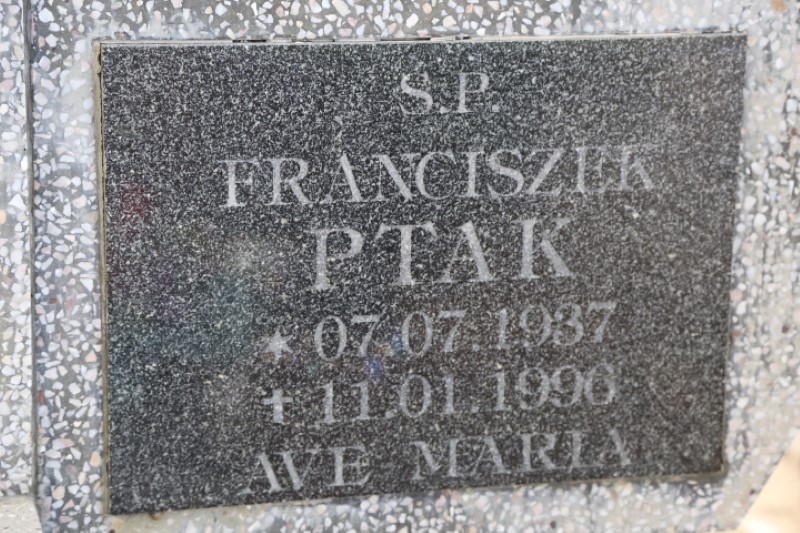 Ś.P.
FRANCISZEK
PTAK
★ 07.07.1937
✝ 11.01.1996
AVE MARIA